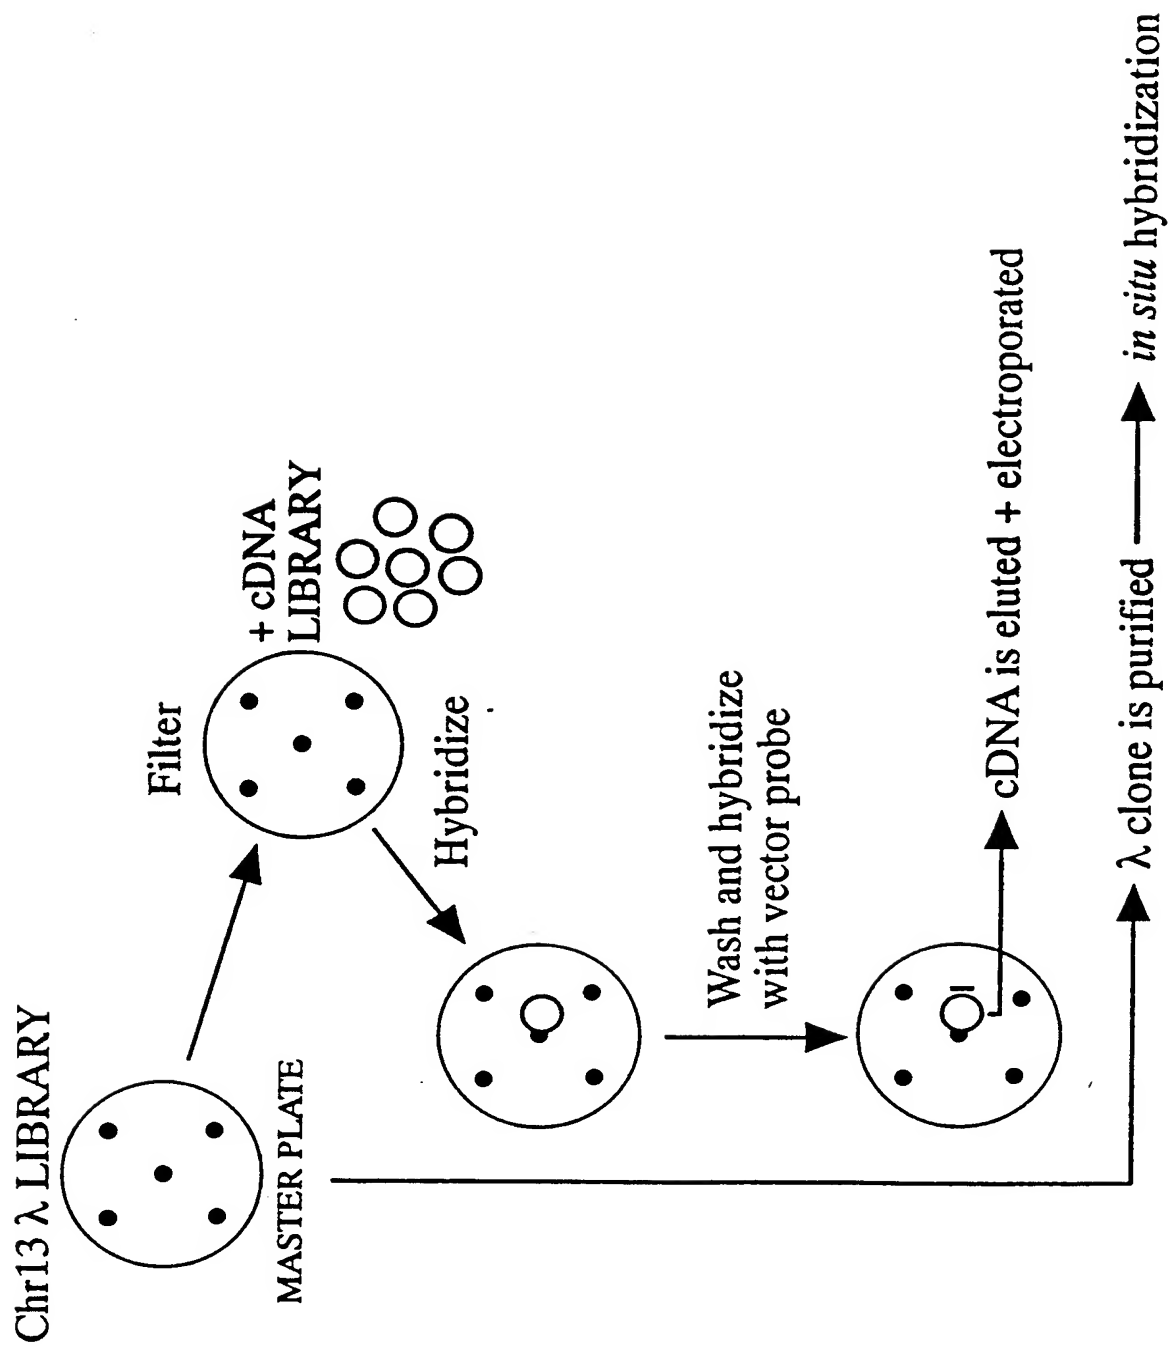 Chr13 λ LIBRARY
MASTER PLATE
Filter
+ cDNA
LIBRARY
Hybridize
Wash and hybridize
with vector probe
cDNA is eluted + electroporated
λ clone is purified
in situ hybridization